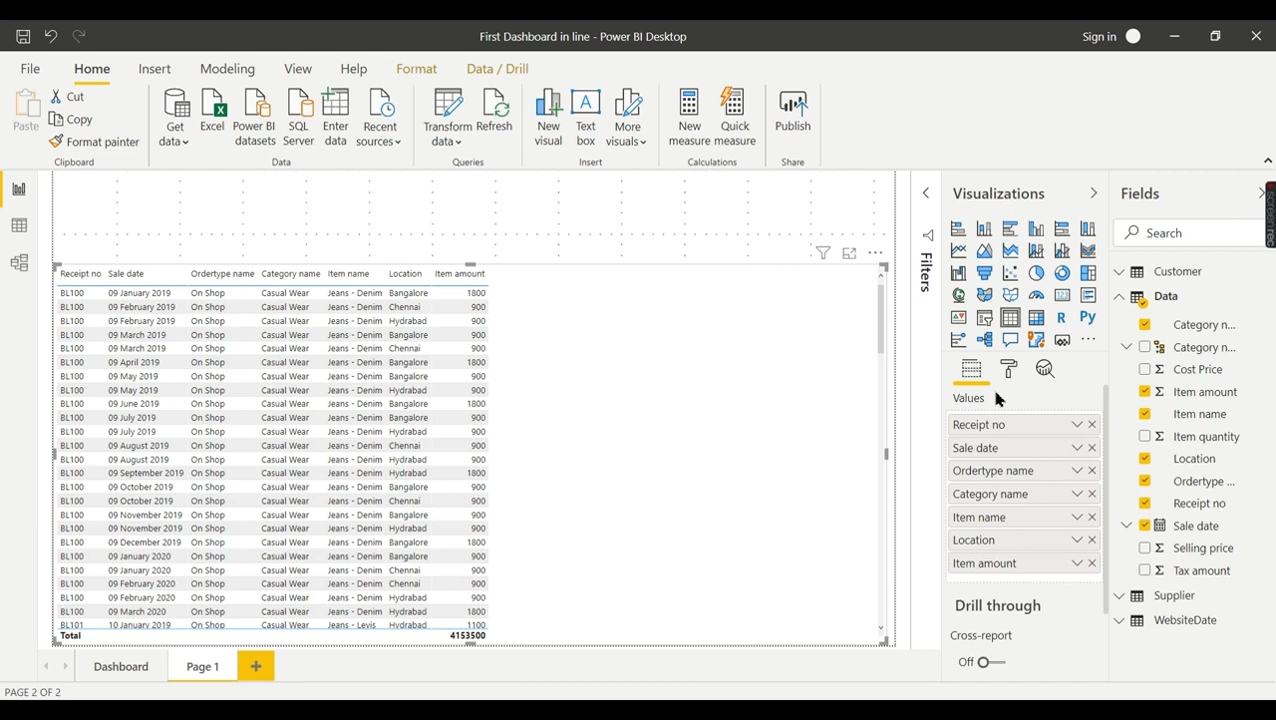 First Dashboard in line - Power BI Desktop
Sign in
File Home Insert Modeling View Help Format Data / Drill
Paste
Cut
Copy
Format painter
Clipboard
Get data
Excel
Power BI datasets
SQL Server
Enter data
Recent sources
Data
Transform data
Refresh
Queries
New visual
Text box
More visuals
Insert
New measure
Quick measure
Calculations
Publish
Share
Receipt no Sale date Ordertype name Category name Item name Location Item amount
BL100 09 January 2019 On Shop Casual Wear Jeans - Denim Bangalore 1800
BL100 09 February 2019 On Shop Casual Wear Jeans - Denim Chennai 900
BL100 09 February 2019 On Shop Casual Wear Jeans - Denim Hydrabad 900
BL100 09 March 2019 On Shop Casual Wear Jeans - Denim Bangalore 900
BL100 09 March 2019 On Shop Casual Wear Jeans - Denim Chennai 900
BL100 09 April 2019 On Shop Casual Wear Jeans - Denim Bangalore 1800
BL100 09 May 2019 On Shop Casual Wear Jeans - Denim Bangalore 900
BL100 09 May 2019 On Shop Casual Wear Jeans - Denim Hydrabad 900
BL100 09 June 2019 On Shop Casual Wear Jeans - Denim Bangalore 1800
BL100 09 July 2019 On Shop Casual Wear Jeans - Denim Bangalore 900
BL100 09 July 2019 On Shop Casual Wear Jeans - Denim Hydrabad 900
BL100 09 August 2019 On Shop Casual Wear Jeans - Denim Chennai 900
BL100 09 August 2019 On Shop Casual Wear Jeans - Denim Hydrabad 900
BL100 09 September 2019 On Shop Casual Wear Jeans - Denim Hydrabad 1800
BL100 09 October 2019 On Shop Casual Wear Jeans - Denim Bangalore 900
BL100 09 October 2019 On Shop Casual Wear Jeans - Denim Chennai 900
BL100 09 November 2019 On Shop Casual Wear Jeans - Denim Bangalore 900
BL100 09 November 2019 On Shop Casual Wear Jeans - Denim Hydrabad 900
BL100 09 December 2019 On Shop Casual Wear Jeans - Denim Bangalore 1800
BL100 09 January 2020 On Shop Casual Wear Jeans - Denim Bangalore 900
BL100 09 January 2020 On Shop Casual Wear Jeans - Denim Chennai 900
BL100 09 February 2020 On Shop Casual Wear Jeans - Denim Chennai 900
BL100 09 February 2020 On Shop Casual Wear Jeans - Denim Hydrabad 900
BL100 09 March 2020 On Shop Casual Wear Jeans - Denim Hydrabad 1800
BL101 10 January 2019 On Shop Casual Wear Jeans - Levis Hydrabad 1100
Total 4153500
Filters
Visualizations
R Py
Values
Receipt no
Sale date
Ordertype name
Category name
Item name
Location
Item amount
Drill through
Cross-report
Off
Fields
Search
Customer
Data
Category n...
Category n...
Cost Price
Item amount
Item name
Item quantity
Location
Ordertype ...
Receipt no
Sale date
Selling price
Tax amount
Supplier
WebsiteDate
screenrec
Dashboard Page 1
PAGE 2 OF 2